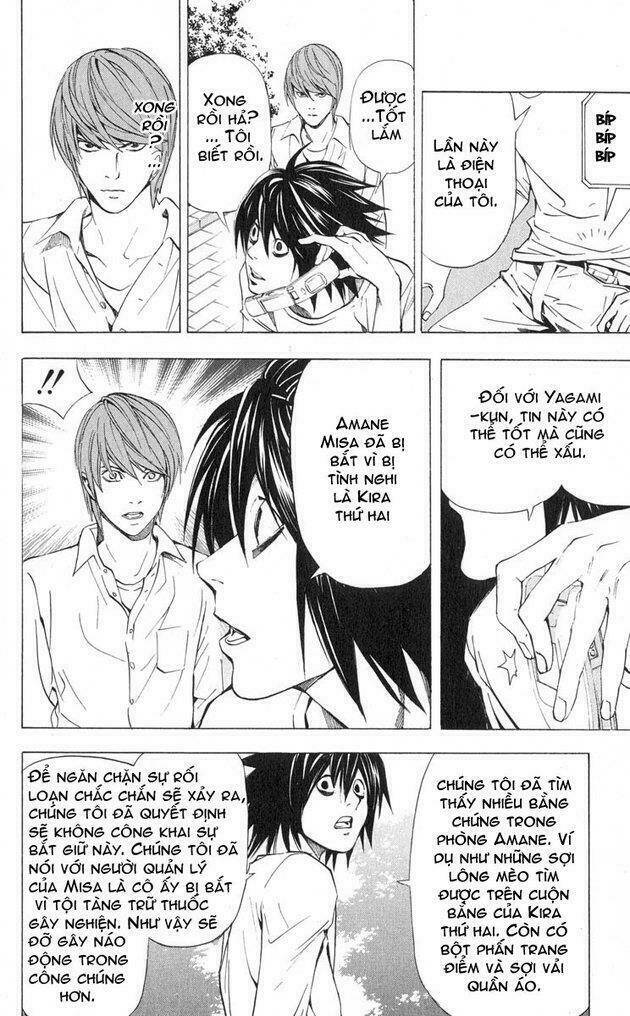 BÍP
BÍP
BÍP
LẦN NÀY
LÀ ĐIỆN
THOẠI
CỦA TÔI.
ĐƯỢC
...TỐT
LẮM
XONG
RỒI HẢ?
... TÔI
BIẾT RỒI.
XONG
RỒI
?
...
ĐỐI VỚI YAGAMI
-KUN, TIN NÀY CÓ
THỂ TỐT MÀ CŨNG
CÓ THỂ XẤU.
AMANE
MISA ĐÃ BỊ
BẮT VÌ BỊ
TÌNH NGHI
LÀ KIRA
THỨ HAI
!!
CHÚNG TÔI ĐÃ TÌM
THẤY NHIỀU BẰNG
CHỨNG TRONG
PHÒNG AMANE. VÍ
DỤ NHƯ NHỮNG SỢI
LÔNG MÈO TÌM
ĐƯỢC TRÊN CUỘN
BĂNG CỦA KIRA
THỨ HAI. CÒN CÓ
BỘT PHẤN TRANG
ĐIỂM VÀ SỢI VẢI
QUẦN ÁO.
ĐỂ NGĂN CHẶN SỰ RỐI
LOẠN CHẮC CHẮN SẼ XẢY RA,
CHÚNG TÔI ĐÃ QUYẾT ĐỊNH
SẼ KHÔNG CÔNG KHAI SỰ
BẮT GIỮ NÀY. CHÚNG TÔI ĐÃ
NÓI VỚI NGƯỜI QUẢN LÝ
CỦA MISA LÀ CÔ ẤY BỊ BẮT
VÌ TỘI TÀNG TRỮ THUỐC
GÂY NGHIỆN. NHƯ VẬY SẼ
ĐỠ GÂY NÁO
ĐỘNG TRONG
CÔNG CHÚNG
HƠN.